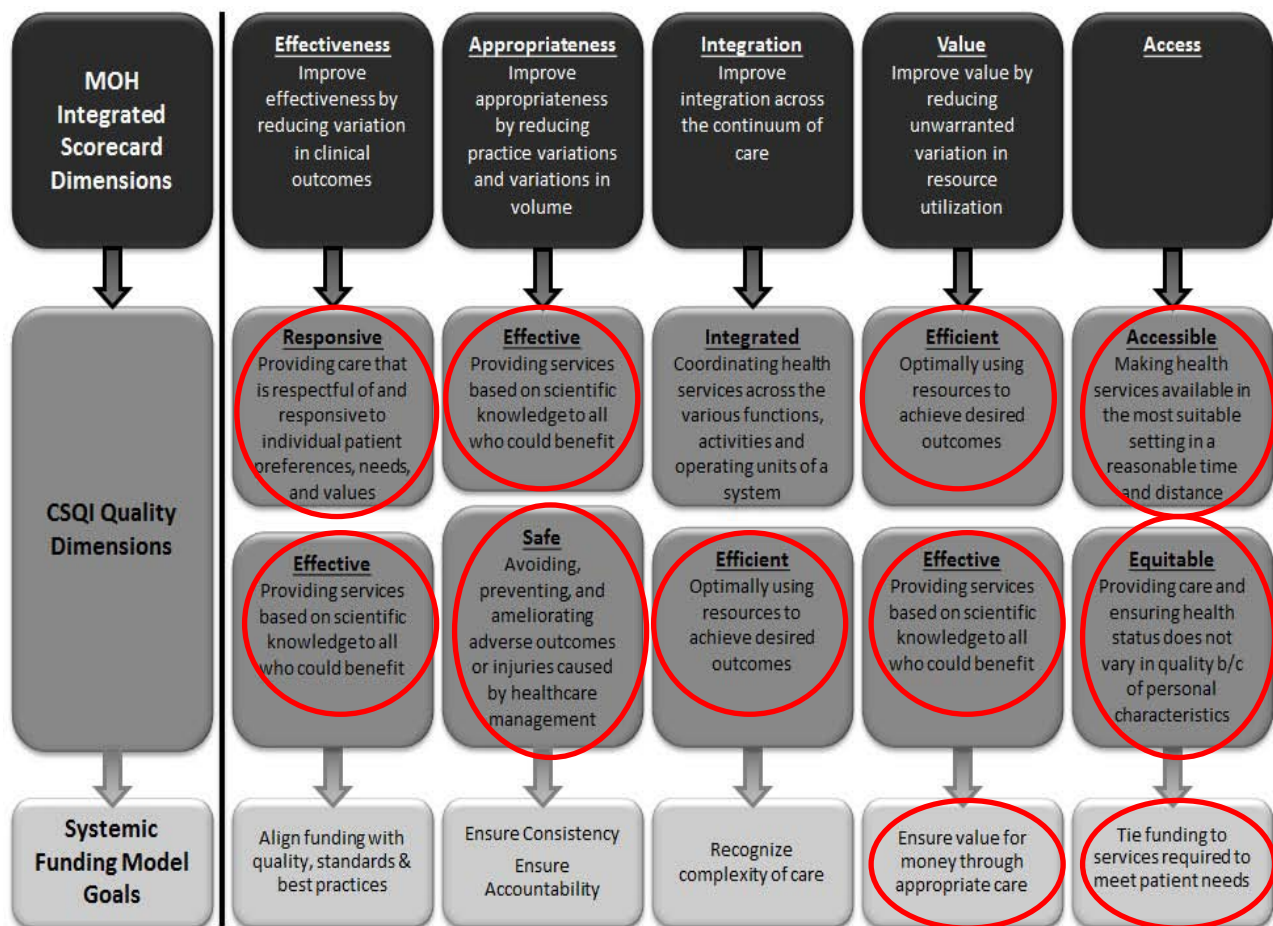 MOH
Integrated
Scorecard
Dimensions
Effectiveness
Improve
effectiveness by
reducing variation
in clinical
outcomes
Appropriateness
Improve
appropriateness
by reducing
practice variations
and variations in
volume
Integration
Improve
integration across
the continuum of
care
Value
Improve value by
reducing
unwarranted
variation in
resource
utilization
Access
CSQI Quality
Dimensions
Responsive
Providing care that
is respectful of and
responsive to
individual patient
preferences, needs,
and values
Effective
Providing services
based on scientific
knowledge to all
who could benefit
Integrated
Coordinating health
services across the
various functions,
activities and
operating units of a
system
Efficient
Optimally using
resources to
achieve desired
outcomes
Accessible
Making health
services available in
the most suitable
setting in a
reasonable time
and distance
Effective
Providing services
based on scientific
knowledge to all
who could benefit
Safe
Avoiding,
preventing, and
ameliorating
adverse outcomes
or injuries caused
by healthcare
management
Efficient
Optimally using
resources to
achieve desired
outcomes
Effective
Providing services
based on scientific
knowledge to all
who could benefit
Equitable
Providing care and
ensuring health
status does not
vary in quality b/c
of personal
characteristics
Systemic
Funding Model
Goals
Align funding with
quality, standards &
best practices
Ensure Consistency
Ensure
Accountability
Recognize
complexity of care
Ensure value for
money through
appropriate care
Tie funding to
services required to
meet patient needs